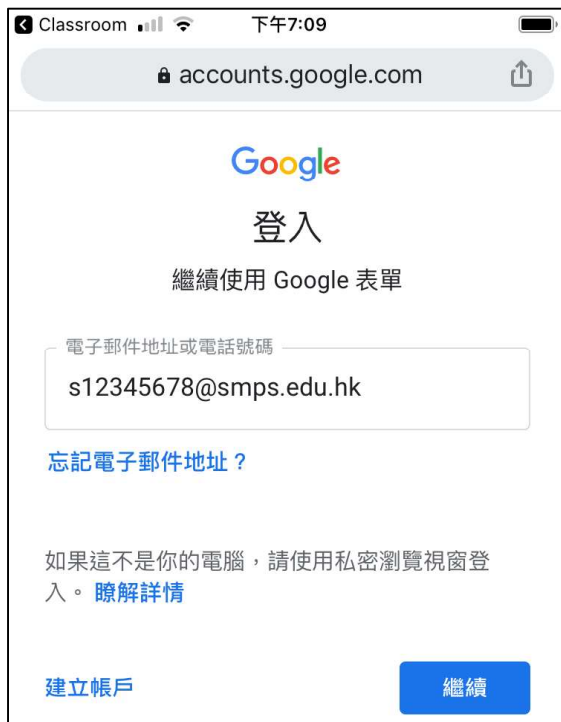 Classroom 下午7:09
accounts.google.com
Google
登入
繼續使用 Google 表單
電子郵件地址或電話號碼
s12345678@smps.edu.hk
忘記電子郵件地址？
如果這不是你的電腦，請使用私密瀏覽視窗登
入。瞭解詳情
建立帳戶 繼續